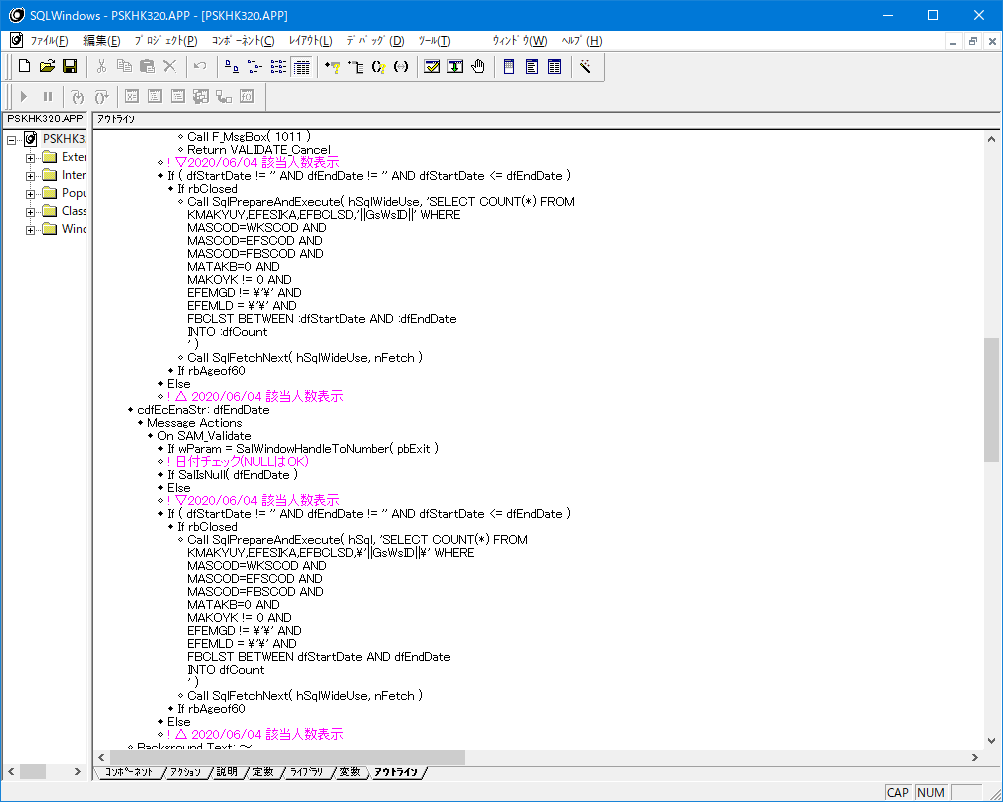 SQLWindows - PSKHK320.APP - [PSKHK320.APP]
ﾌｧｲﾙ(F) 編集(E) ﾌﾟﾛｼﾞｪｸﾄ(P) ｺﾝﾎﾟｰﾈﾝﾄ(C) ﾚｲｱｳﾄ(L) ﾃﾞﾊﾞｯｸﾞ(D) ﾂｰﾙ(T) ｳｨﾝﾄﾞｳ(W) ﾍﾙﾌﾟ(H)
PSKHK320.APP
PSKHK3
Exter
Inter
Popu
Class
Wind
ｱｳﾄﾗｲﾝ
Call F_MsgBox( 1011 )
Return VALIDATE_Cancel
! ▽2020/06/04 該当人数表示
If ( dfStartDate != '' AND dfEndDate != '' AND dfStartDate <= dfEndDate )
If rbClosed
Call SqlPrepareAndExecute( hSqlWideUse, 'SELECT COUNT(*) FROM
KMAKYUY,EFESIKA,EFBCLSD,'||GsWsID||' WHERE
MASCOD=WKSCOD AND
MASCOD=EFSCOD AND
MASCOD=FBSCOD AND
MATAKB=0 AND
MAKOYK != 0 AND
EFEMGD != ¥'¥' AND
EFEMLD = ¥'¥' AND
FBCLST BETWEEN :dfStartDate AND :dfEndDate
INTO :dfCount
' )
Call SqlFetchNext( hSqlWideUse, nFetch )
If rbAgeof60
Else
! △ 2020/06/04 該当人数表示
cdfEcEnaStr: dfEndDate
Message Actions
On SAM_Validate
If wParam = SalWindowHandleToNumber( pbExit )
! 日付チェック(NULLはOK)
If SalIsNull( dfEndDate )
Else
! ▽2020/06/04 該当人数表示
If ( dfStartDate != '' AND dfEndDate != '' AND dfStartDate <= dfEndDate )
If rbClosed
Call SqlPrepareAndExecute( hSql, 'SELECT COUNT(*) FROM
KMAKYUY,EFESIKA,EFBCLSD,¥'||GsWsID||¥' WHERE
MASCOD=WKSCOD AND
MASCOD=EFSCOD AND
MASCOD=FBSCOD AND
MATAKB=0 AND
MAKOYK != 0 AND
EFEMGD != ¥'¥' AND
EFEMLD = ¥'¥' AND
FBCLST BETWEEN dfStartDate AND dfEndDate
INTO dfCount
' )
Call SqlFetchNext( hSqlWideUse, nFetch )
If rbAgeof60
Else
! △ 2020/06/04 該当人数表示
Background Text: ～
ｺﾝﾎﾟｰﾈﾝﾄ ｱｸｼｮﾝ 説明 定数 ﾗｲﾌﾞﾗﾘ 変数 ｱｳﾄﾗｲﾝ
CAP NUM